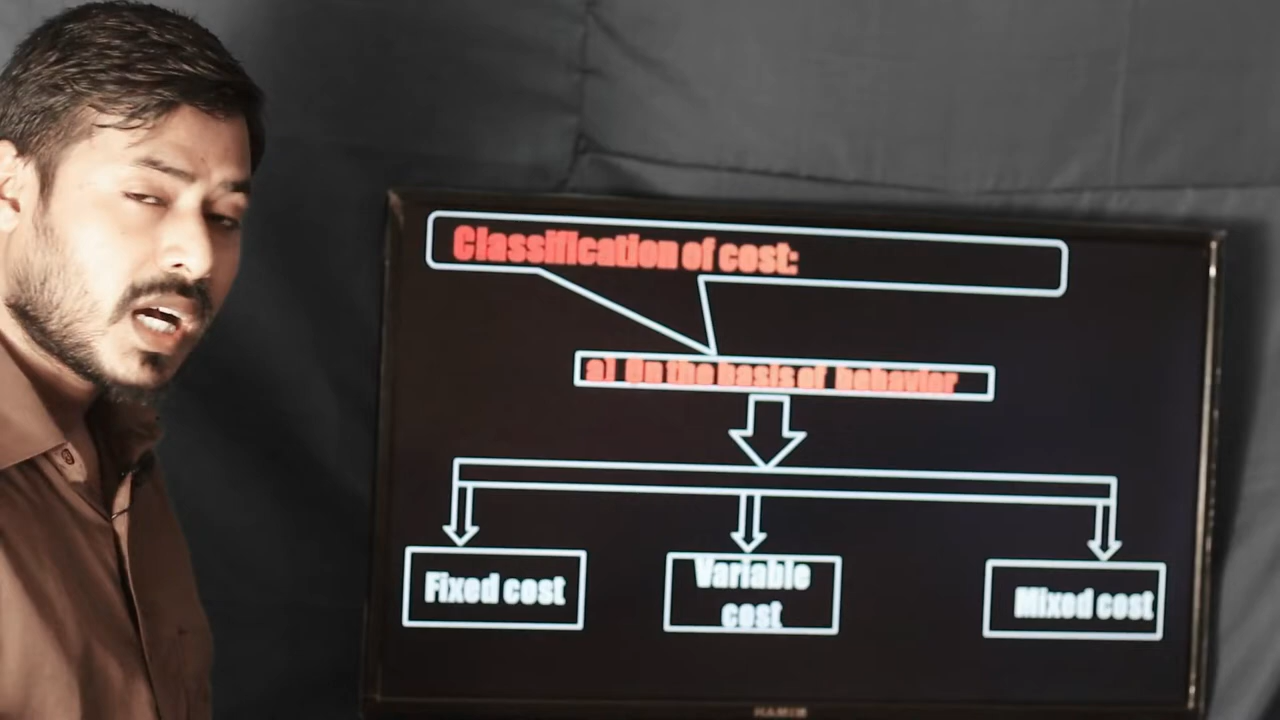 Classification of cost:
a) On the basis of behavior
Fixed cost
Variable
cost
Mixed cost